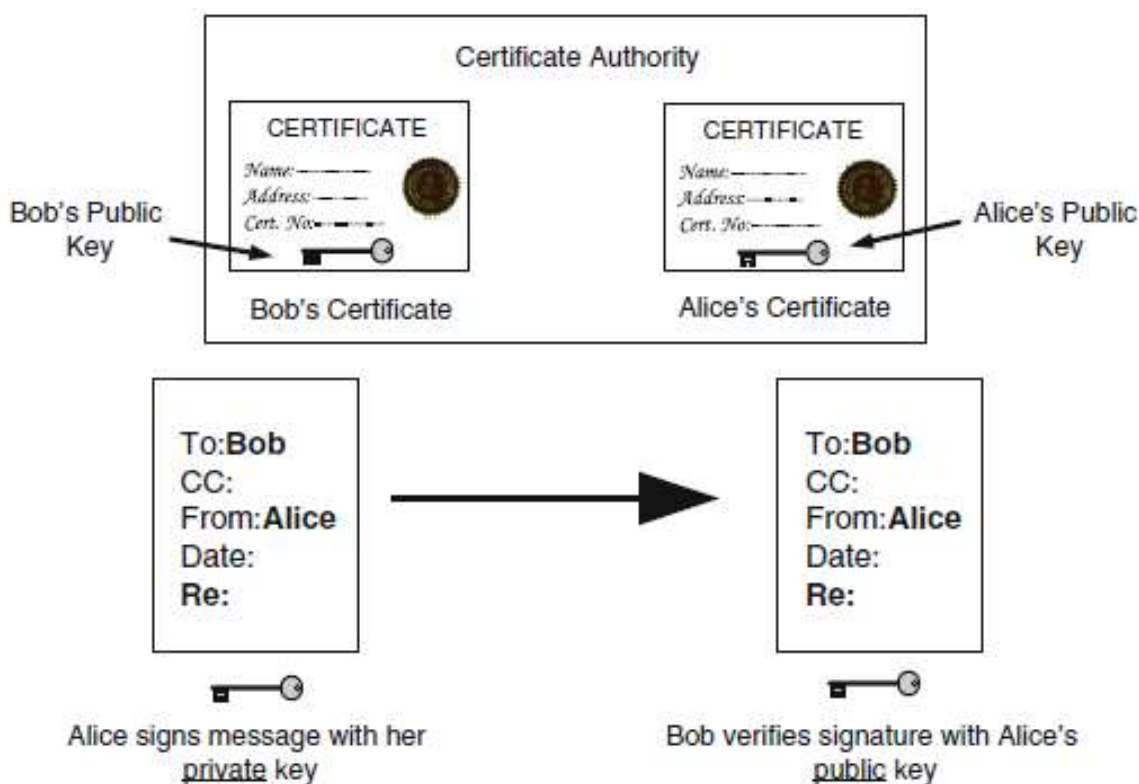 Certificate Authority
CERTIFICATE
Name:
Address:
Cert. No:
Bob's Public
Key
Bob's Certificate
CERTIFICATE
Name:
Address:
Cert. No:
Alice's Public
Key
Alice's Certificate
To:Bob
CC:
From:Alice
Date:
Re:
To:Bob
CC:
From:Alice
Date:
Re:
Alice signs message with her
private key
Bob verifies signature with Alice's
public key